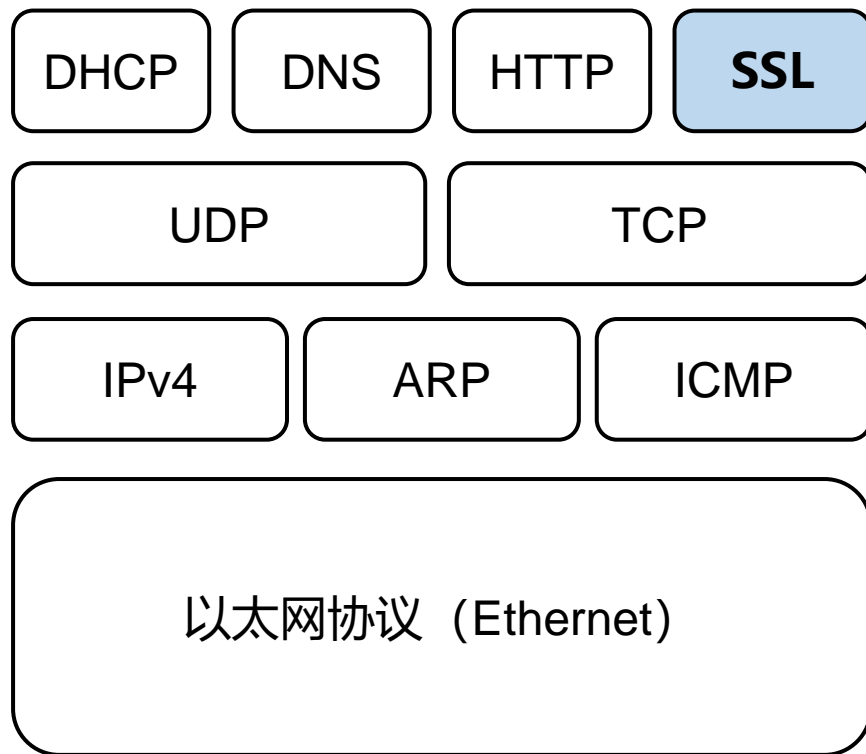 DHCP DNS HTTP SSL
UDP TCP
IPv4 ARP ICMP
以太网协议（Ethernet）